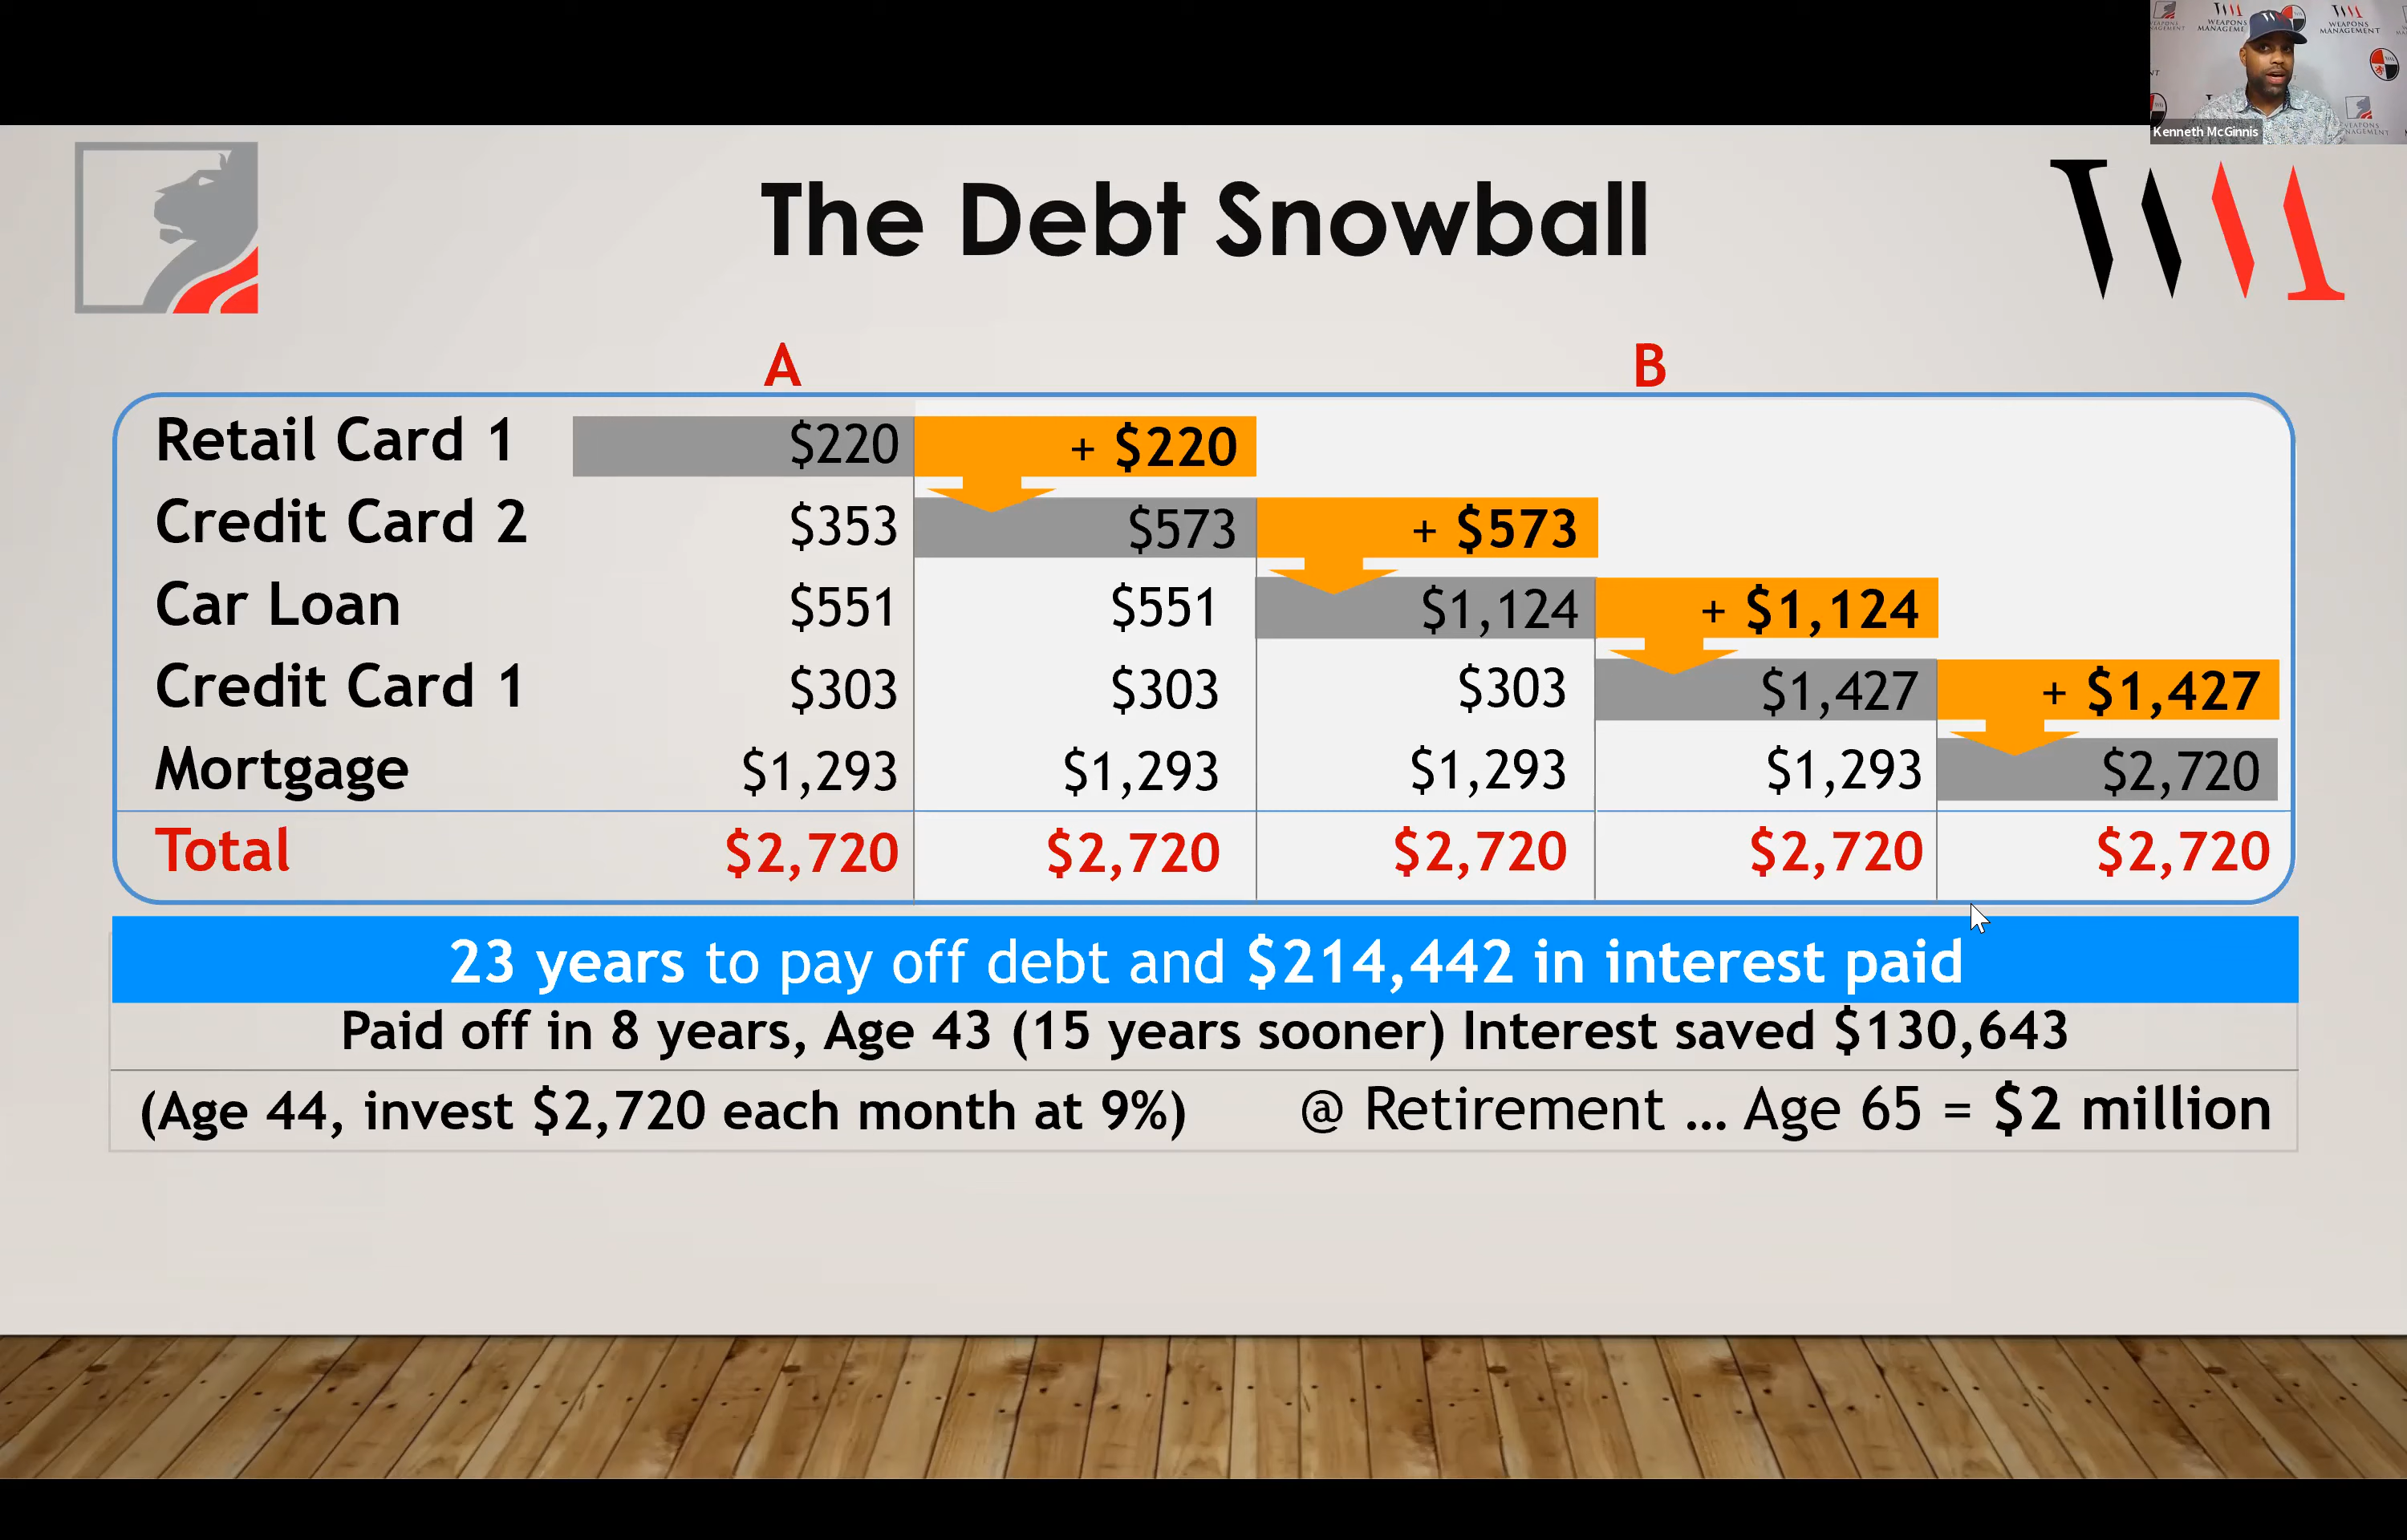 WEAPONS
MANAGEMENT
Kenneth McGinnis
The Debt Snowball
WM
A B
Retail Card 1 $220 + $220
Credit Card 2 $353 $573 + $573
Car Loan $551 $551 $1,124 + $1,124
Credit Card 1 $303 $303 $303 $1,427 + $1,427
Mortgage $1,293 $1,293 $1,293 $1,293 $2,720
Total $2,720 $2,720 $2,720 $2,720 $2,720
23 years to pay off debt and $214,442 in interest paid
Paid off in 8 years, Age 43 (15 years sooner) Interest saved $130,643
(Age 44, invest $2,720 each month at 9%) @ Retirement ... Age 65 = $2 million